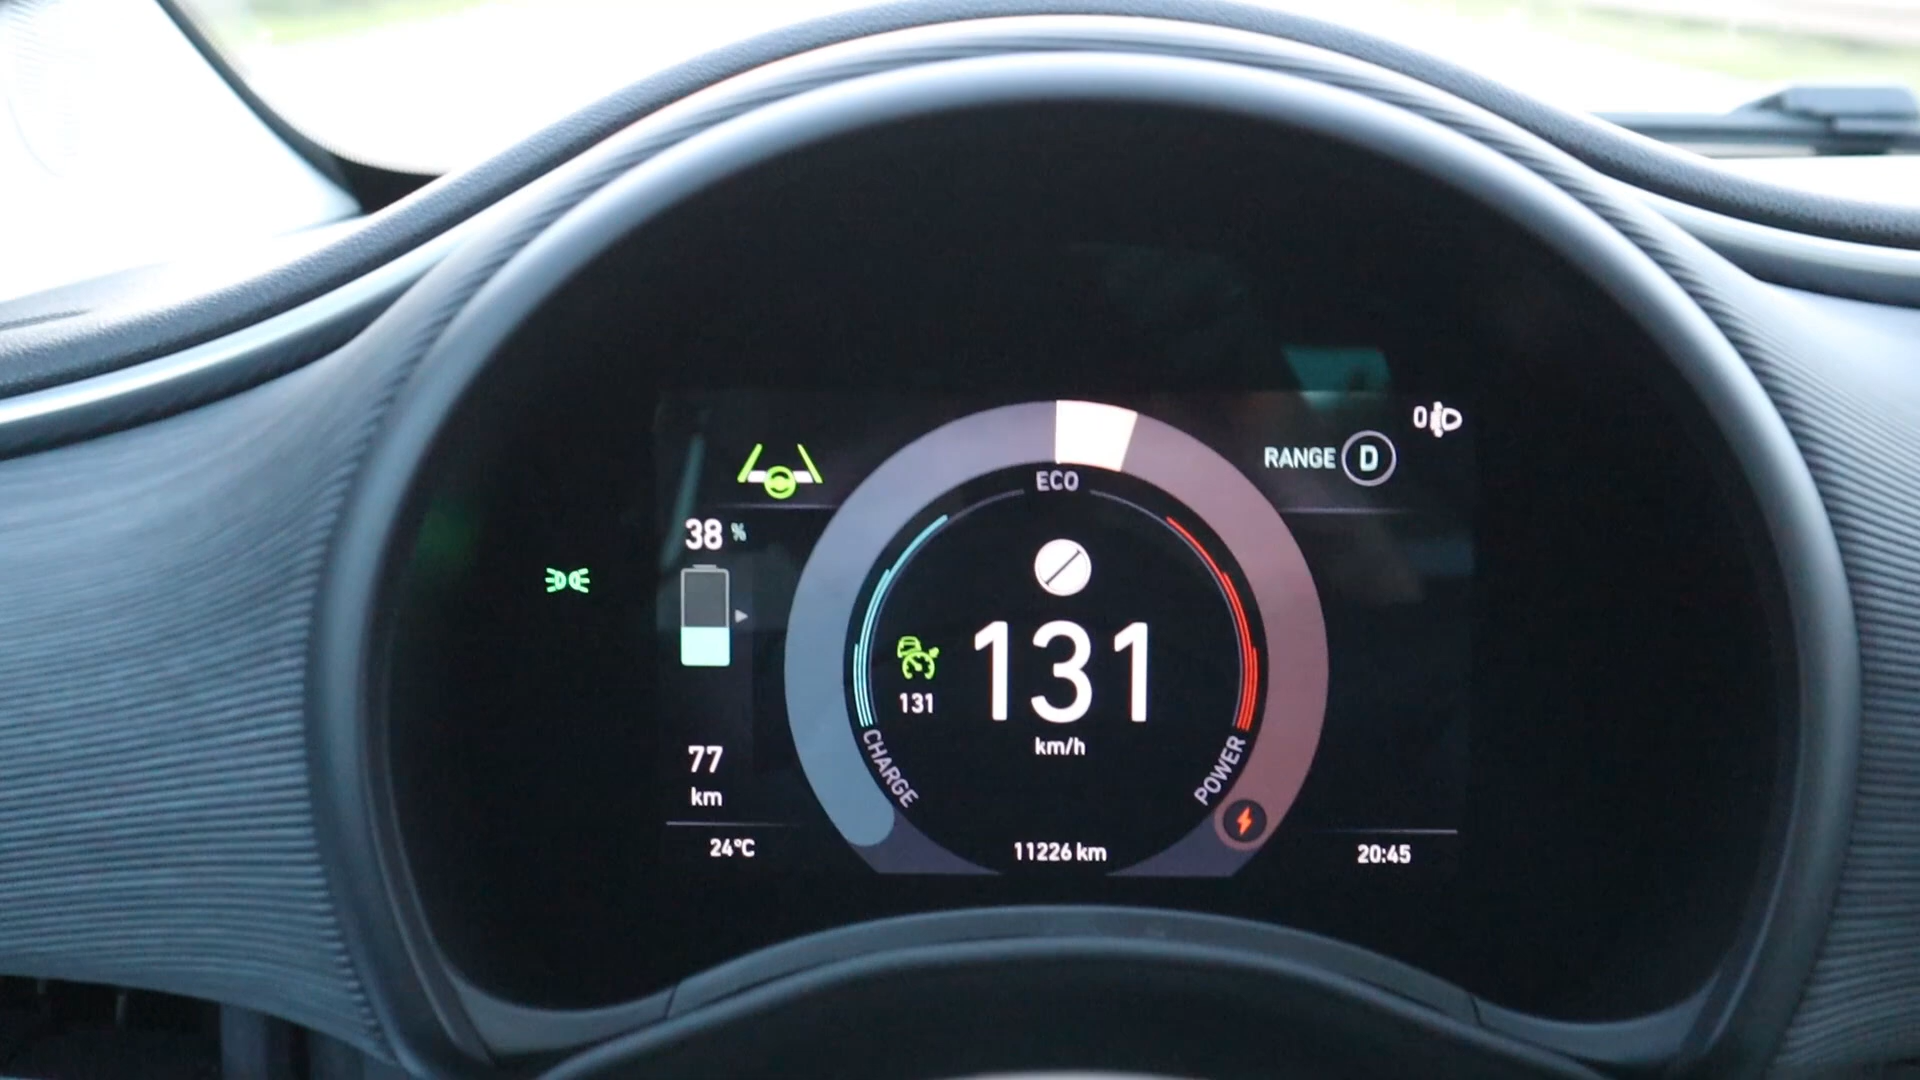 0
RANGE D
ECO
38 %
131
131
km/h
CHARGE
POWER
77
km
24°C
11226 km
20:45